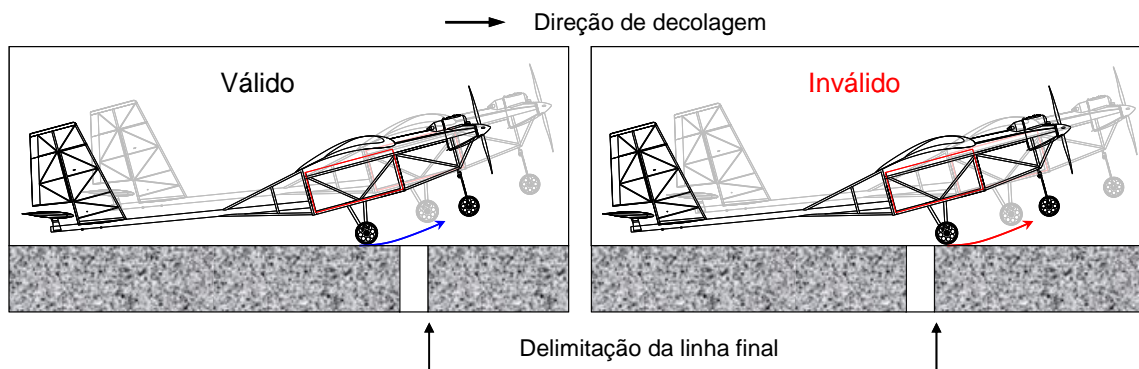 Direção de decolagem
Válido
Inválido
Delimitação da linha final